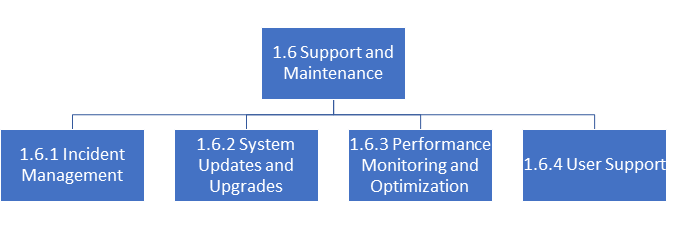 1.6 Support and
Maintenance
1.6.1 Incident
Management
1.6.2 System
Updates and
Upgrades
1.6.3 Performance
Monitoring and
Optimization
1.6.4 User Support